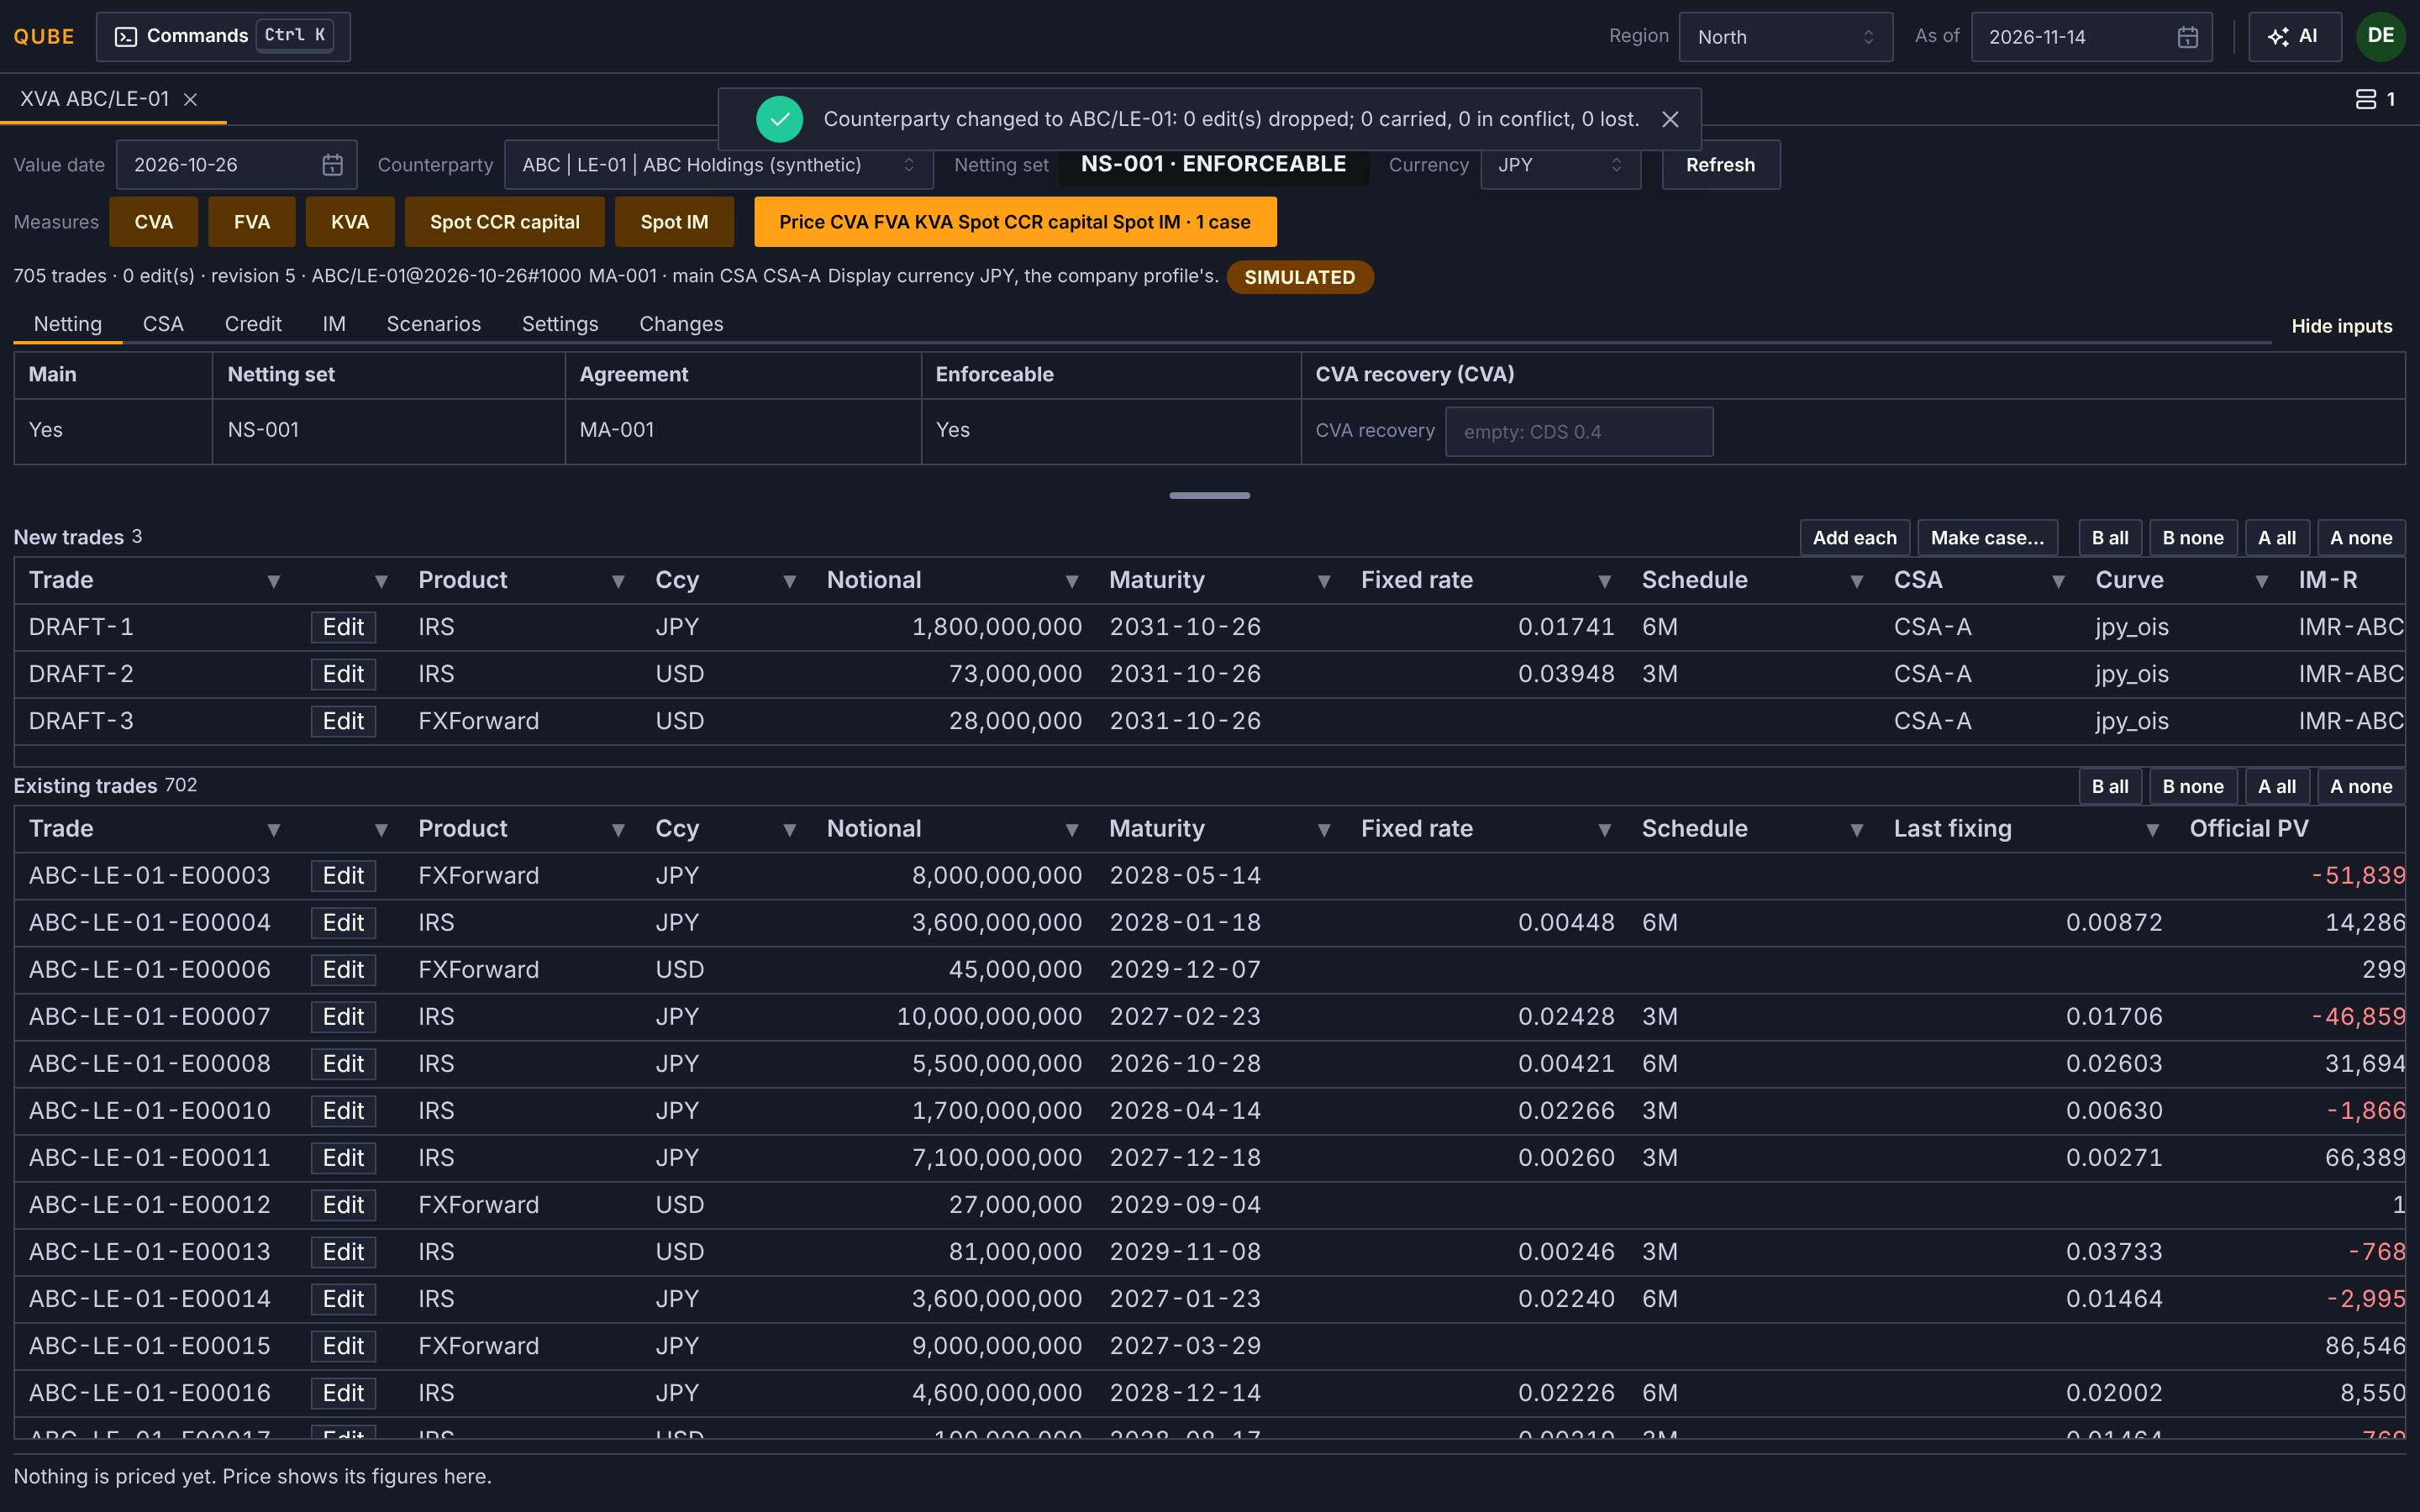 QUBE Commands Ctrl K Region North As of 2026-11-14 AI DE
XVA ABC/LE-01 1
Counterparty changed to ABC/LE-01: 0 edit(s) dropped; 0 carried, 0 in conflict, 0 lost.
Value date 2026-10-26 Counterparty ABC | LE-01 | ABC Holdings (synthetic) Netting set NS-001 · ENFORCEABLE Currency JPY Refresh
Measures CVA FVA KVA Spot CCR capital Spot IM Price CVA FVA KVA Spot CCR capital Spot IM · 1 case
705 trades · 0 edit(s) · revision 5 · ABC/LE-01@2026-10-26#1000 MA-001 · main CSA CSA-A Display currency JPY, the company profile's. SIMULATED
Netting CSA Credit IM Scenarios Settings Changes Hide inputs
Main Netting set Agreement Enforceable CVA recovery (CVA)
Yes NS-001 MA-001 Yes CVA recovery empty: CDS 0.4
New trades 3 Add each Make case... B all B none A all A none
Trade Product Ccy Notional Maturity Fixed rate Schedule CSA Curve IM-R
DRAFT-1 Edit IRS JPY 1,800,000,000 2031-10-26 0.01741 6M CSA-A jpy_ois IMR-ABC
DRAFT-2 Edit IRS USD 73,000,000 2031-10-26 0.03948 3M CSA-A jpy_ois IMR-ABC
DRAFT-3 Edit FXForward USD 28,000,000 2031-10-26 CSA-A jpy_ois IMR-ABC
Existing trades 702 B all B none A all A none
Trade Product Ccy Notional Maturity Fixed rate Schedule Last fixing Official PV
ABC-LE-01-E00003 Edit FXForward JPY 8,000,000,000 2028-05-14 -51,839
ABC-LE-01-E00004 Edit IRS JPY 3,600,000,000 2028-01-18 0.00448 6M 0.00872 14,286
ABC-LE-01-E00006 Edit FXForward USD 45,000,000 2029-12-07 299
ABC-LE-01-E00007 Edit IRS JPY 10,000,000,000 2027-02-23 0.02428 3M 0.01706 -46,859
ABC-LE-01-E00008 Edit IRS JPY 5,500,000,000 2026-10-28 0.00421 6M 0.02603 31,694
ABC-LE-01-E00010 Edit IRS JPY 1,700,000,000 2028-04-14 0.02266 3M 0.00630 -1,866
ABC-LE-01-E00011 Edit IRS JPY 7,100,000,000 2027-12-18 0.00260 3M 0.00271 66,389
ABC-LE-01-E00012 Edit FXForward USD 27,000,000 2029-09-04 1
ABC-LE-01-E00013 Edit IRS USD 81,000,000 2029-11-08 0.00246 3M 0.03733 -768
ABC-LE-01-E00014 Edit IRS JPY 3,600,000,000 2027-01-23 0.02240 6M 0.01464 -2,995
ABC-LE-01-E00015 Edit FXForward JPY 9,000,000,000 2027-03-29 86,546
ABC-LE-01-E00016 Edit IRS JPY 4,600,000,000 2028-12-14 0.02226 6M 0.02002 8,550
ABC-LE-01-E00017 Edit IRS USD
Nothing is priced yet. Price shows its figures here.